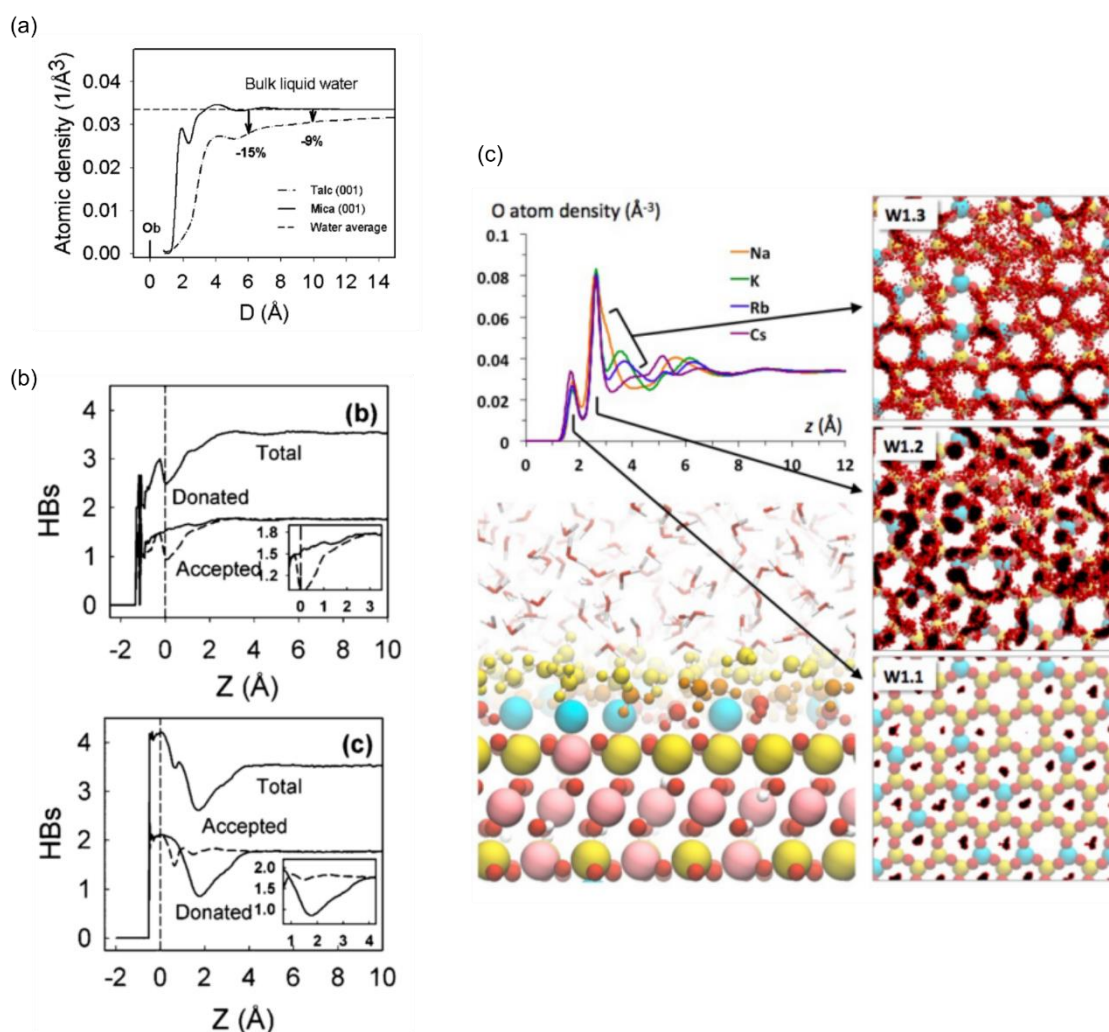 (a)
Atomic density (1/Å³)
0.04
0.03
0.02
0.01
0.00
Bulk liquid water
-15%
-9%
Talc (001)
Mica (001)
Water average
Ob
0 2 4 6 8 10 12 14
D (Å)
(b)
(b)
HBs
4
3
2
1
0
Total
Donated
Accepted
1.8
1.5
1.2
0 1 2 3
-2 0 2 4 6 8 10
Z (Å)
(c)
HBs
4
3
2
1
0
Total
Accepted
Donated
2.0
1.5
1.0
1 2 3 4
-2 0 2 4 6 8 10
Z (Å)
(c)
O atom density (Å⁻³)
0.1
0.08
0.06
0.04
0.02
0
Na
K
Rb
Cs
z (Å)
0 2 4 6 8 10 12
W1.3
W1.2
W1.1